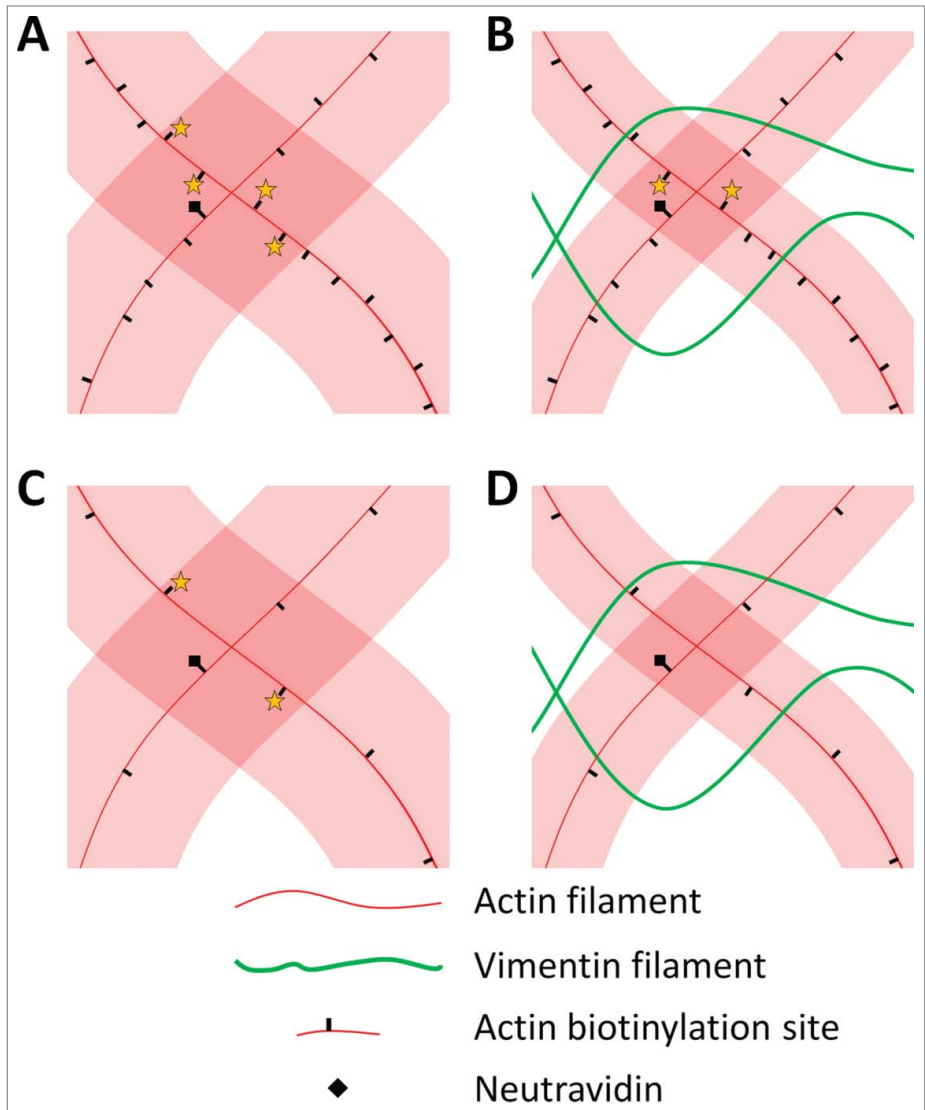 A
B
C
D
Actin filament
Vimentin filament
Actin biotinylation site
Neutravidin